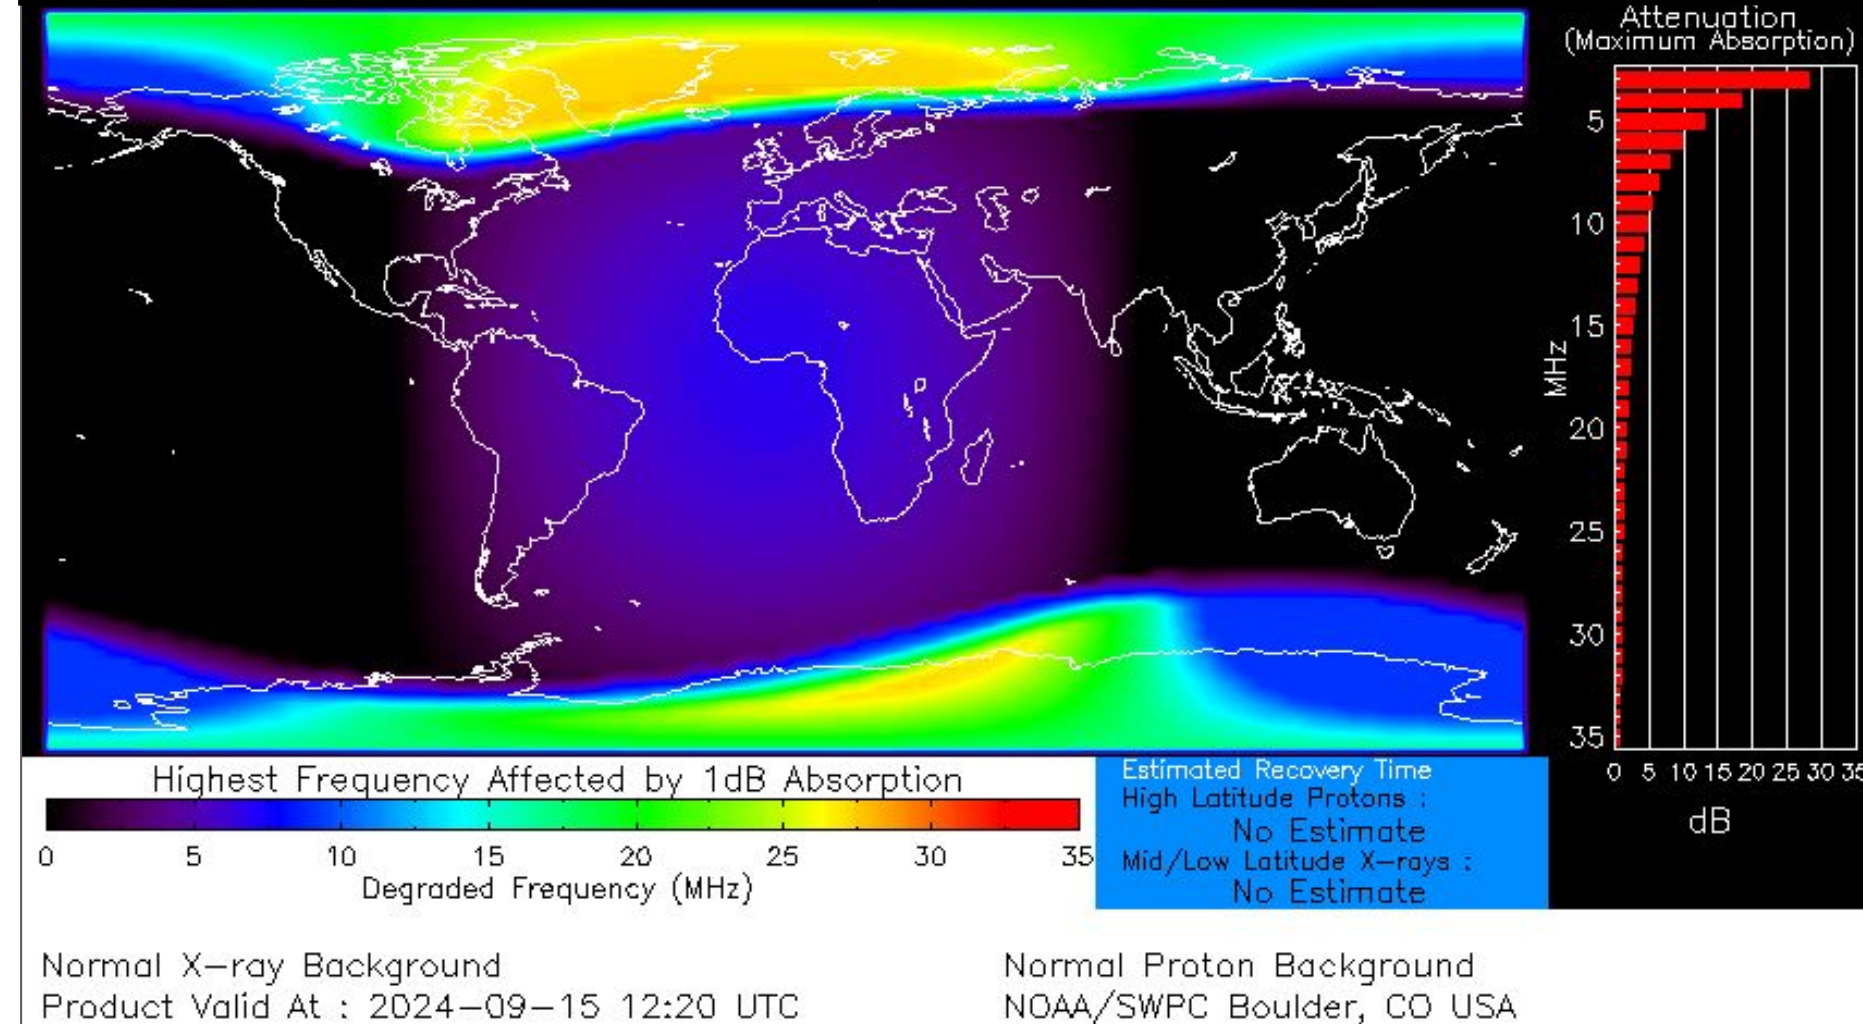 Attenuation
(Maximum Absorption)
5
10
15
20
25
30
35
MHz
0 5 10 15 20 25 30 35
dB
Highest Frequency Affected by 1dB Absorption
0 5 10 15 20 25 30 35
Degraded Frequency (MHz)
Estimated Recovery Time
High Latitude Protons :
No Estimate
Mid/Low Latitude X-rays :
No Estimate
Normal X-ray Background
Normal Proton Background
Product Valid At : 2024-09-15 12:20 UTC
NOAA/SWPC Boulder, CO USA